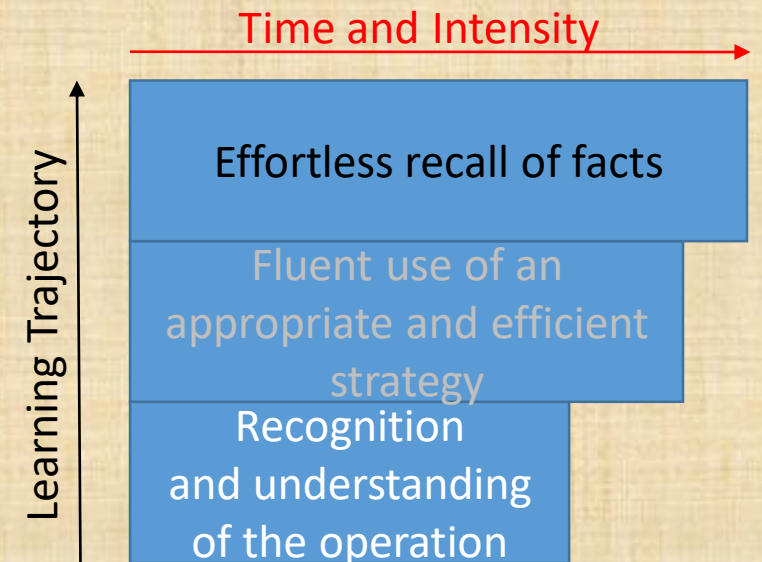 Time and Intensity
Learning Trajectory
Effortless recall of facts
Fluent use of an
appropriate and efficient
strategy
Recognition
and understanding
of the operation